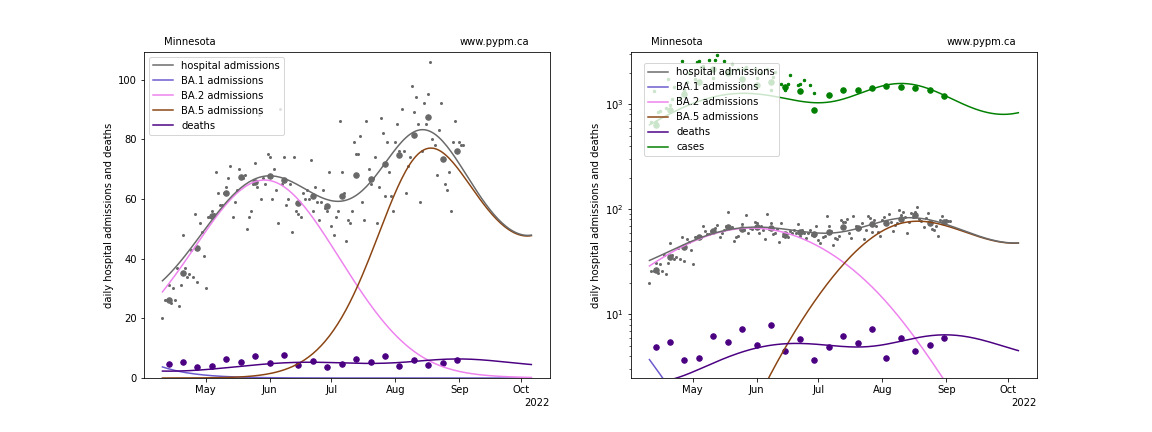 Minnesota
www.pypm.ca
hospital admissions
BA.1 admissions
BA.2 admissions
BA.5 admissions
deaths
daily hospital admissions and deaths
100
80
60
40
20
0
May
Jun
Jul
Aug
Sep
Oct
2022
Minnesota
www.pypm.ca
hospital admissions
BA.1 admissions
BA.2 admissions
BA.5 admissions
deaths
cases
daily hospital admissions and deaths
10³
10²
10¹
May
Jun
Jul
Aug
Sep
Oct
2022